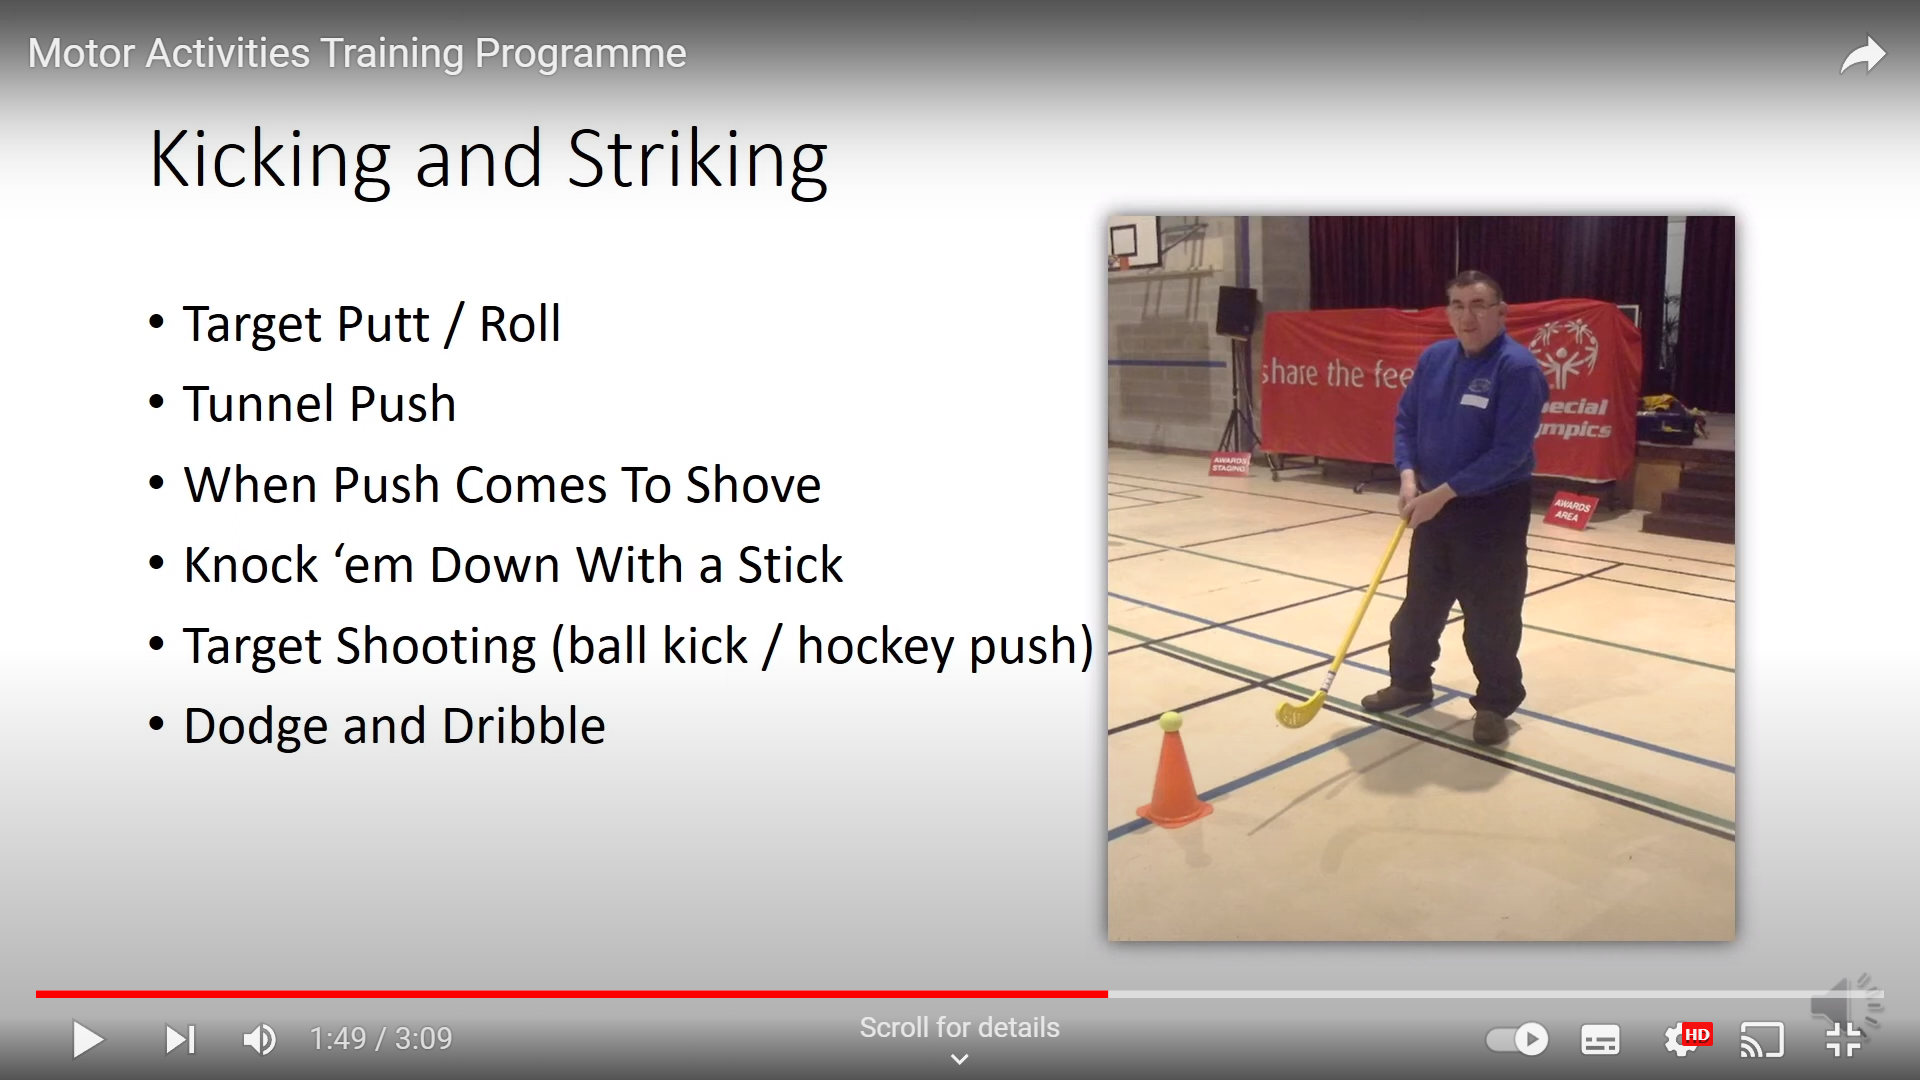 Motor Activities Training Programme
Kicking and Striking
• Target Putt / Roll
• Tunnel Push
• When Push Comes To Shove
• Knock ‘em Down With a Stick
• Target Shooting (ball kick / hockey push)
• Dodge and Dribble
share the fee
ecial
ympics
AWARDS
STAGING
AWARDS
AREA
1:49 / 3:09
Scroll for details
HD